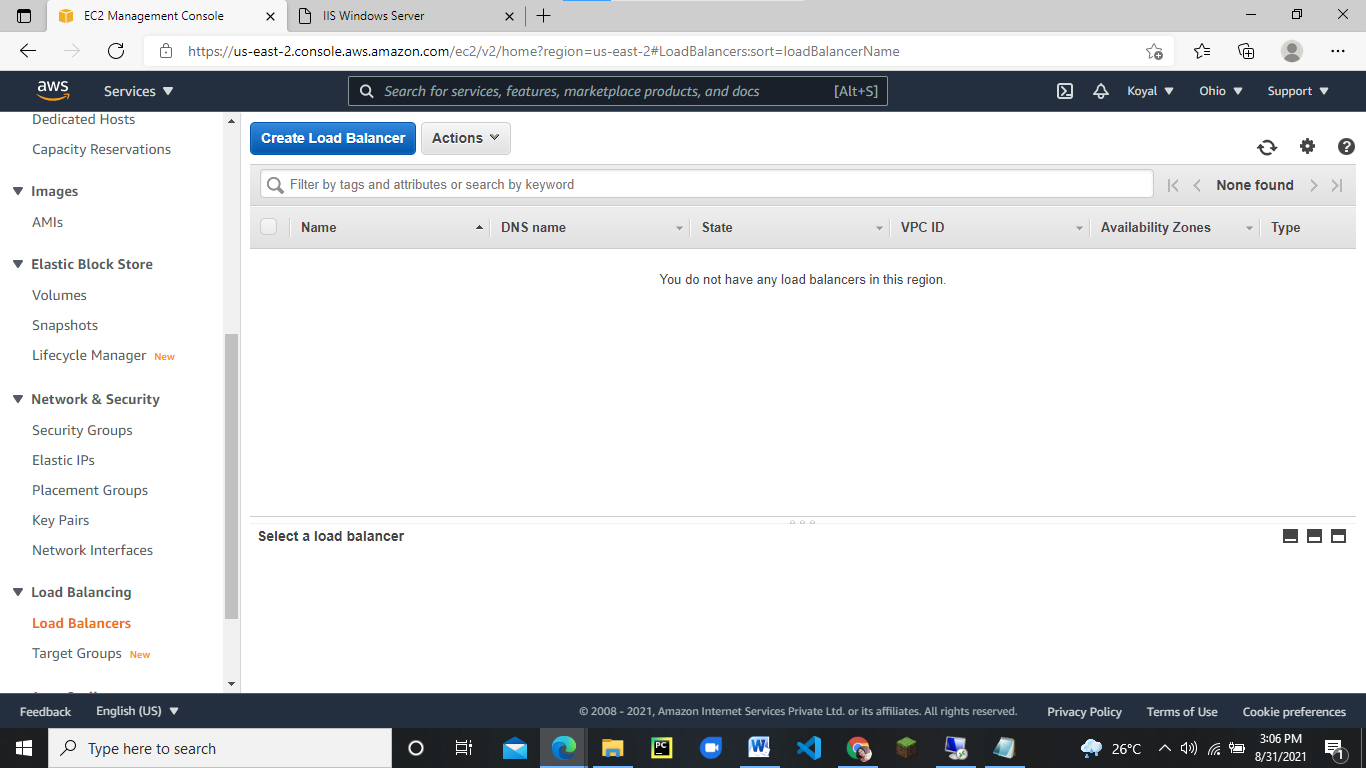 EC2 Management Console
IIS Windows Server
https://us-east-2.console.aws.amazon.com/ec2/v2/home?region=us-east-2#LoadBalancers:sort=loadBalancerName
aws
Services
Search for services, features, marketplace products, and docs
[Alt+S]
Koyal
Ohio
Support
Dedicated Hosts
Capacity Reservations
Images
AMIs
Elastic Block Store
Volumes
Snapshots
Lifecycle Manager New
Network & Security
Security Groups
Elastic IPs
Placement Groups
Key Pairs
Network Interfaces
Load Balancing
Load Balancers
Target Groups New
Create Load Balancer
Actions
Filter by tags and attributes or search by keyword
None found
Name
DNS name
State
VPC ID
Availability Zones
Type
You do not have any load balancers in this region.
Select a load balancer
Feedback
English (US)
© 2008 - 2021, Amazon Internet Services Private Ltd. or its affiliates. All rights reserved.
Privacy Policy
Terms of Use
Cookie preferences
Type here to search
PC
W
26°C
3:06 PM
8/31/2021
1